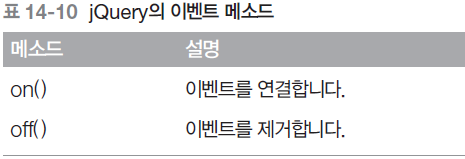 표 14-10 jQuery의 이벤트 메소드
메소드 설명
on() 이벤트를 연결합니다.
off() 이벤트를 제거합니다.